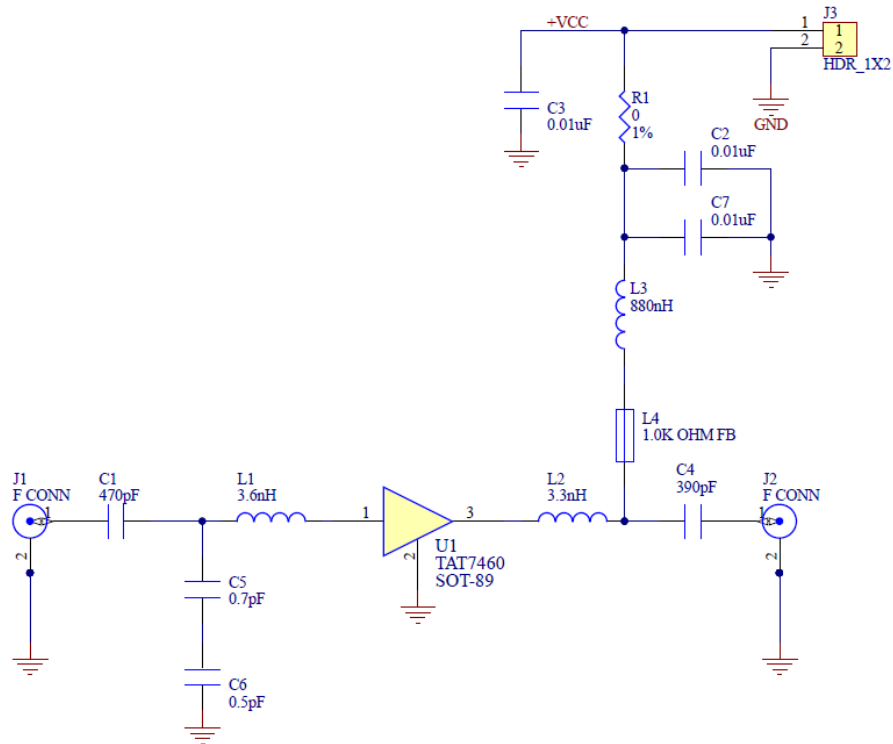 +VCC
J3
1
2
1
2
HDR_1X2
GND
C3
0.01uF
R1
0
1%
C2
0.01uF
C7
0.01uF
L3
880nH
L4
1.0K OHM FB
J1
F CONN
1
2
C1
470pF
L1
3.6nH
1
3
2
U1
TAT7460
SOT-89
L2
3.3nH
C4
390pF
J2
F CONN
1
2
C5
0.7pF
C6
0.5pF